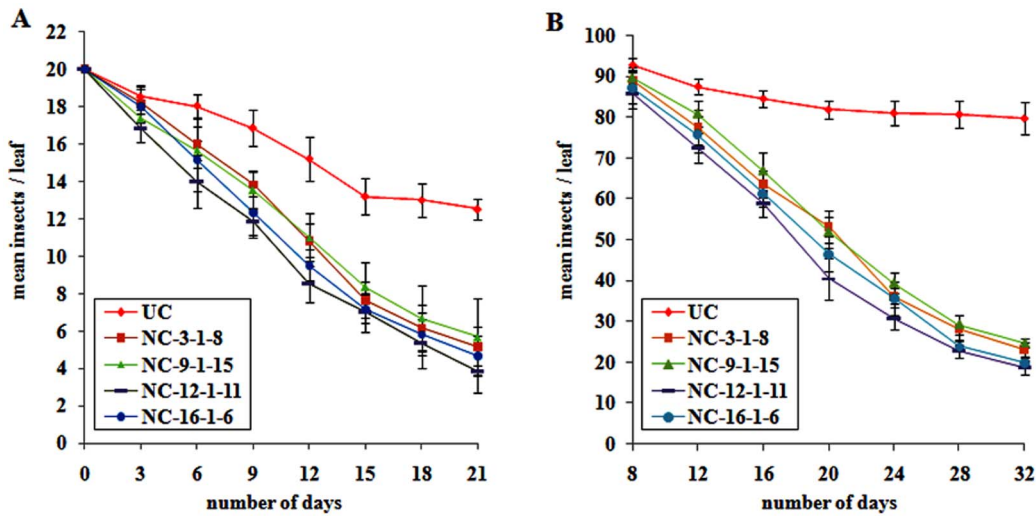 A
22
20
18
16
14
12
10
8
6
4
2
0
mean insects / leaf
UC
NC-3-1-8
NC-9-1-15
NC-12-1-11
NC-16-1-6
0 3 6 9 12 15 18 21
number of days
B
100
90
80
70
60
50
40
30
20
10
0
mean insects / leaf
UC
NC-3-1-8
NC-9-1-15
NC-12-1-11
NC-16-1-6
8 12 16 20 24 28 32
number of days